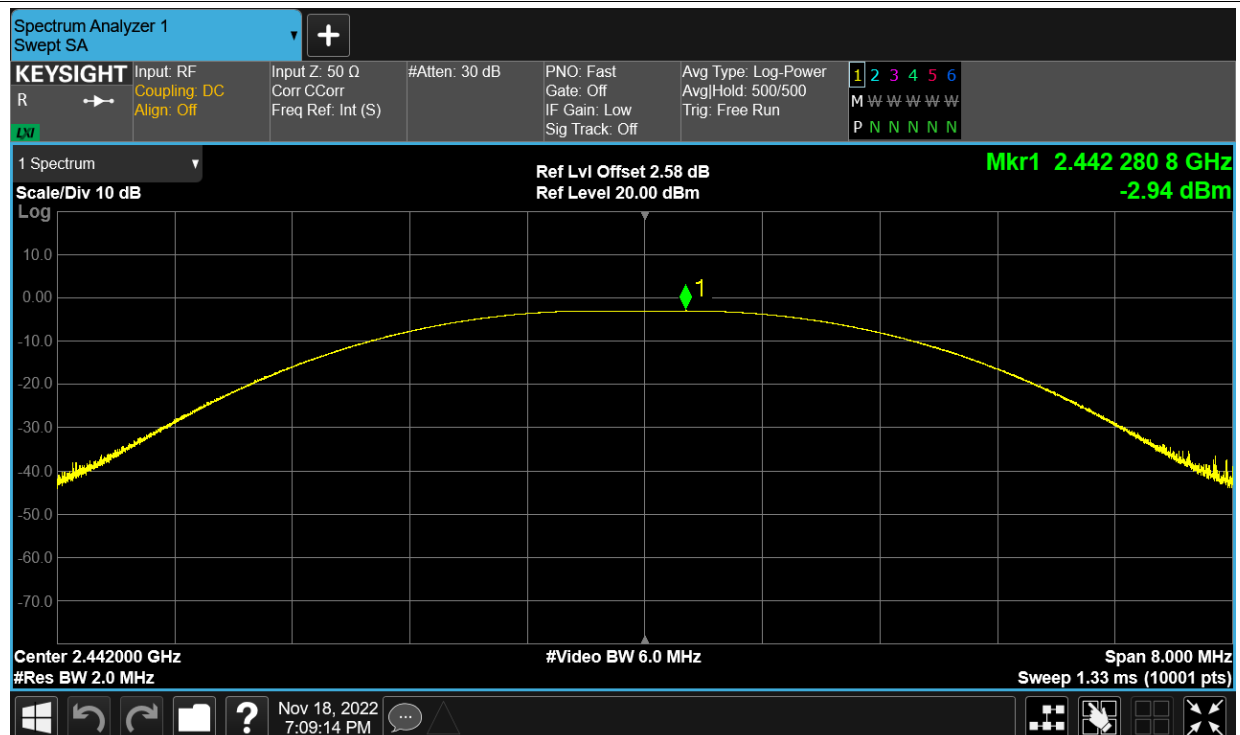 Spectrum Analyzer 1
Swept SA
+
KEYSIGHT
R
LXI
Input: RF
Coupling: DC
Align: Off
Input Z: 50 Ω
Corr CCorr
Freq Ref: Int (S)
#Atten: 30 dB
PNO: Fast
Gate: Off
IF Gain: Low
Sig Track: Off
Avg Type: Log-Power
Avg|Hold: 500/500
Trig: Free Run
1 2 3 4 5 6
M W W W W W W
P N N N N N N
1 Spectrum
Scale/Div 10 dB
Log
Ref Lvl Offset 2.58 dB
Ref Level 20.00 dBm
Mkr1 2.442 280 8 GHz
-2.94 dBm
10.0
0.00
-10.0
-20.0
-30.0
-40.0
-50.0
-60.0
-70.0
1
Center 2.442000 GHz
#Res BW 2.0 MHz
#Video BW 6.0 MHz
Span 8.000 MHz
Sweep 1.33 ms (10001 pts)
?
Nov 18, 2022
7:09:14 PM